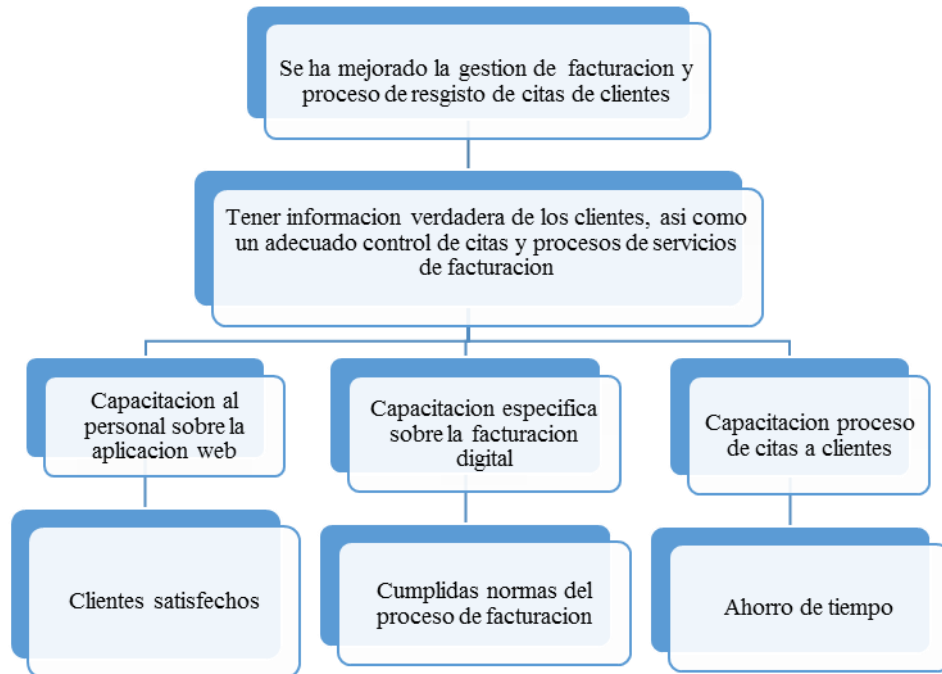 Se ha mejorado la gestion de facturacion y
proceso de resgisto de citas de clientes
Tener informacion verdadera de los clientes, asi como
un adecuado control de citas y procesos de servicios
de facturacion
Capacitacion al
personal sobre la
aplicacion web
Capacitacion especifica
sobre la facturacion
digital
Capacitacion proceso
de citas a clientes
Clientes satisfechos
Cumplidas normas del
proceso de facturacion
Ahorro de tiempo